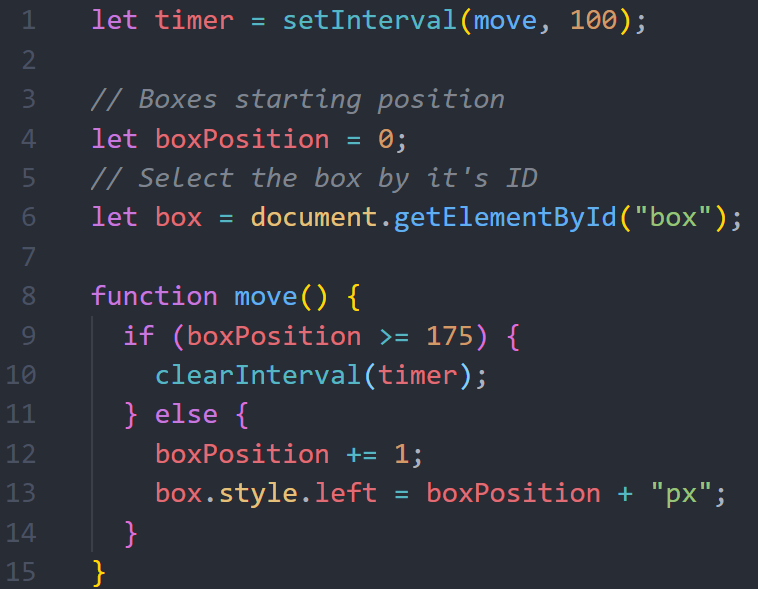 1 let timer = setInterval(move, 100);
2
3 // Boxes starting position
4 let boxPosition = 0;
5 // Select the box by it's ID
6 let box = document.getElementById("box");
7
8 function move() {
9   if (boxPosition >= 175) {
10     clearInterval(timer);
11   } else {
12     boxPosition += 1;
13     box.style.left = boxPosition + "px";
14   }
15 }